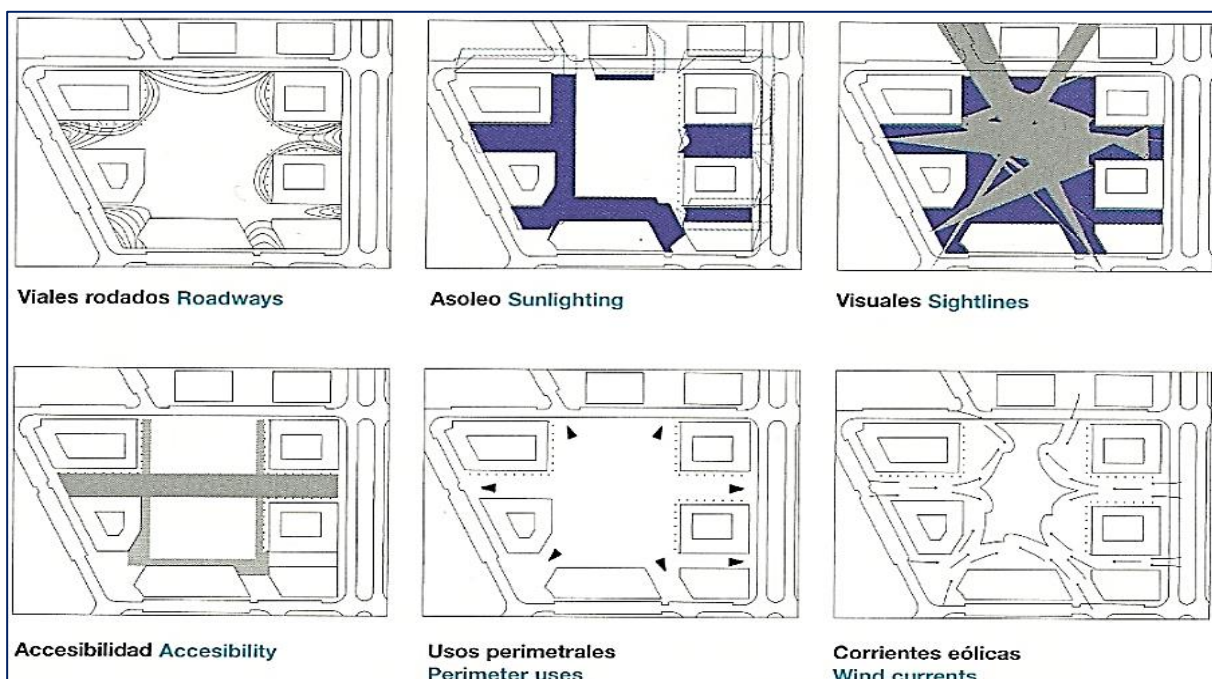 Viales rodados Roadways
Asoleo Sunlighting
Visuales Sightlines
Accesibilidad Accesibility
Usos perimetrales
Perimeter uses
Corrientes eólicas
Wind currents